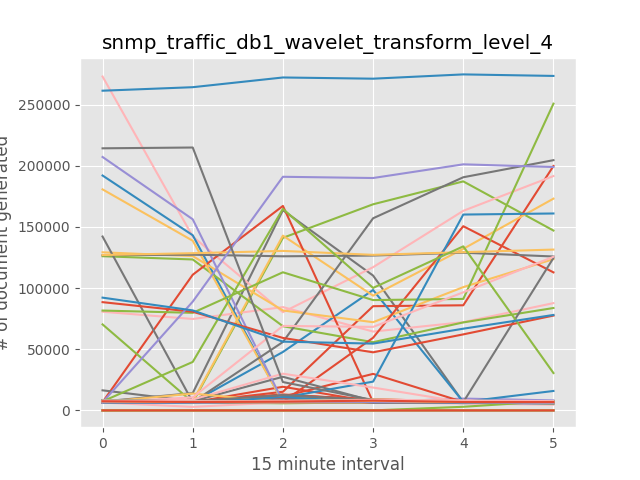 snmp_traffic_db1_wavelet_transform_level_4
# of document generated
250000
200000
150000
100000
50000
0
0 1 2 3 4 5
15 minute interval